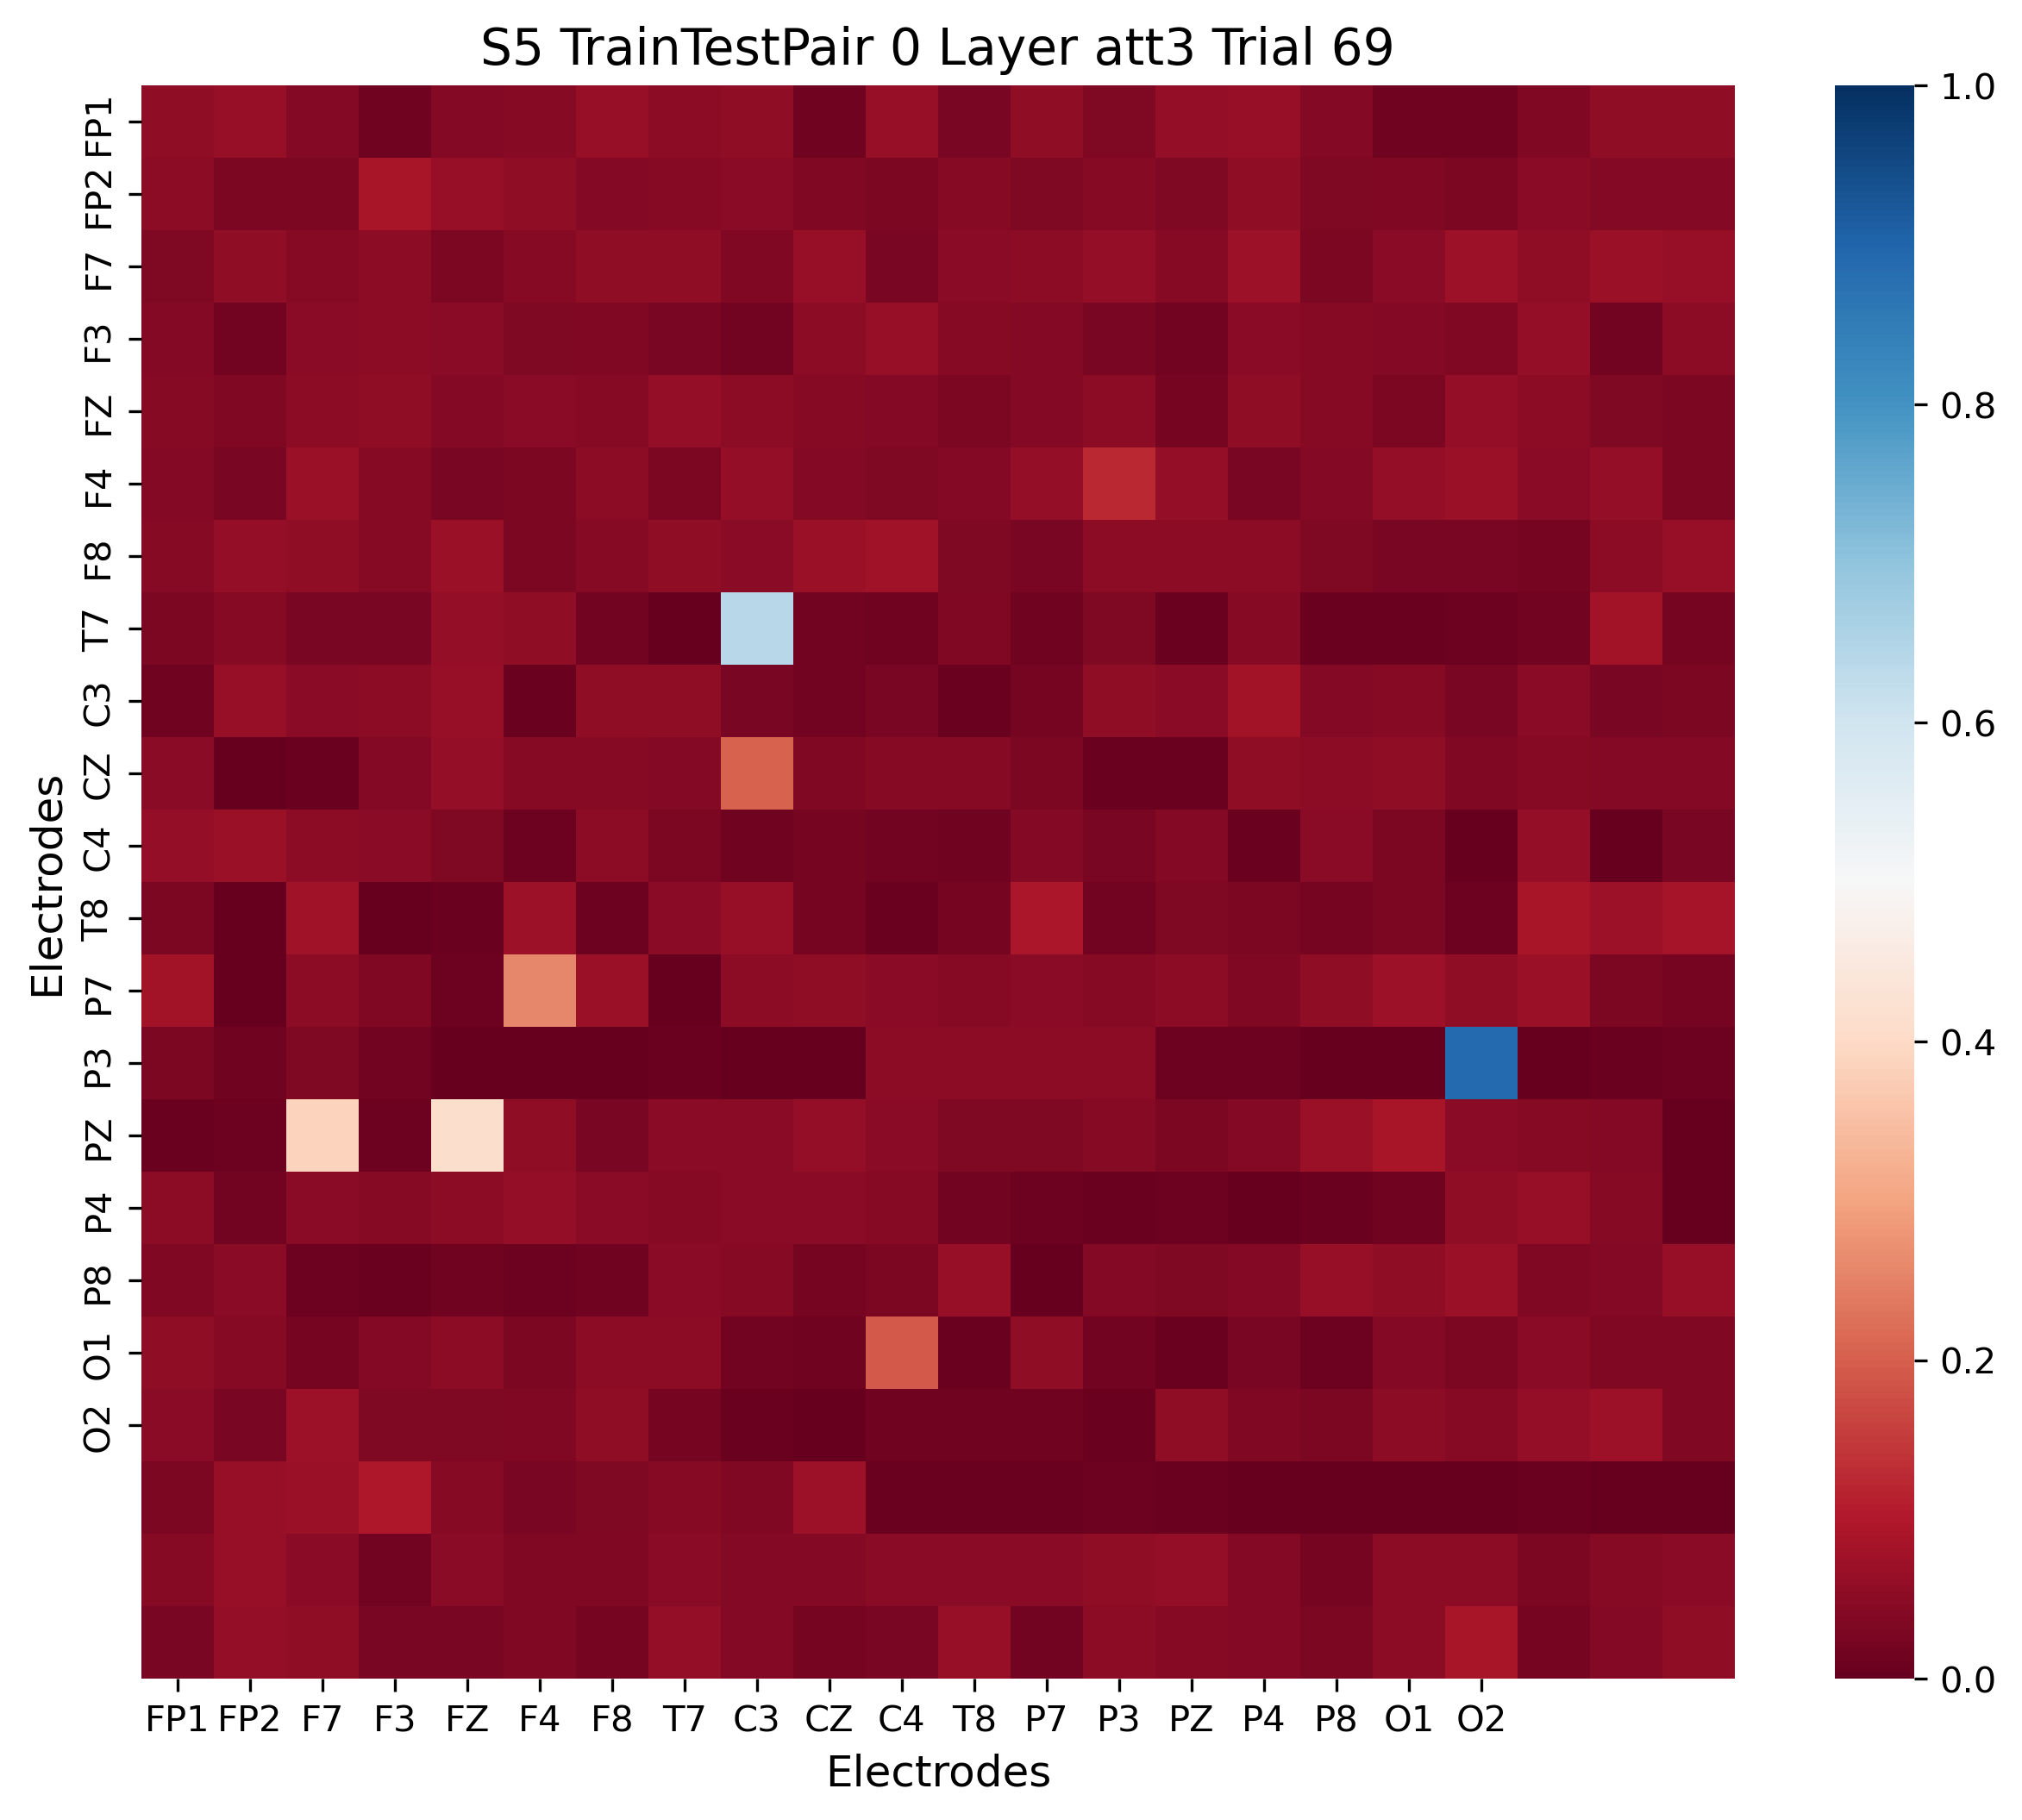 S5 TrainTestPair 0 Layer att3 Trial 69
Electrodes
FP1
FP2
F7
F3
FZ
F4
F8
T7
C3
CZ
C4
T8
P7
P3
PZ
P4
P8
O1
O2
FP1 FP2 F7 F3 FZ F4 F8 T7 C3 CZ C4 T8 P7 P3 PZ P4 P8 O1 O2
Electrodes
1.0
0.8
0.6
0.4
0.2
0.0